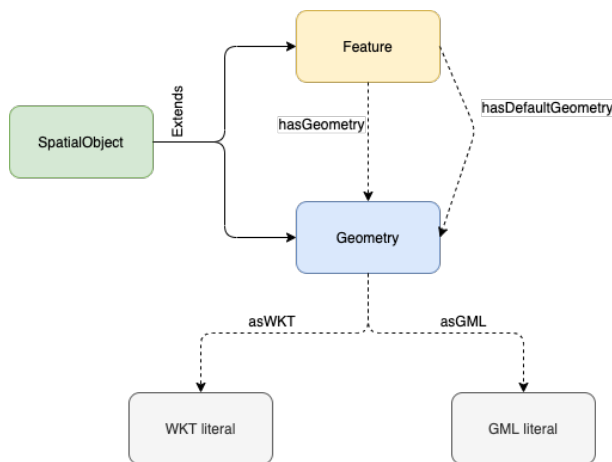 Feature
Extends
hasDefaultGeometry
hasGeometry
SpatialObject
Geometry
asWKT
asGML
WKT literal
GML literal